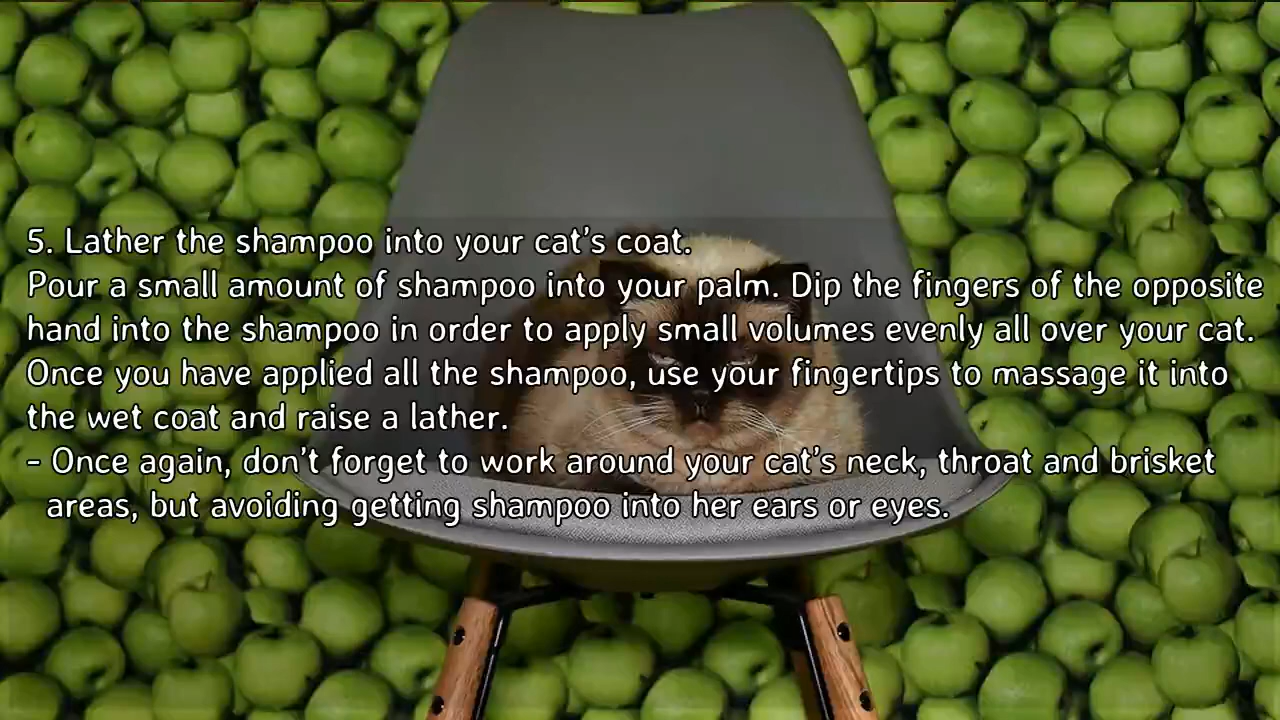 5. Lather the shampoo into your cat's coat.
Pour a small amount of shampoo into your palm. Dip the fingers of the opposite
hand into the shampoo in order to apply small volumes evenly all over your cat.
Once you have applied all the shampoo, use your fingertips to massage it into
the wet coat and raise a lather.
- Once again, don't forget to work around your cat's neck, throat and brisket
areas, but avoiding getting shampoo into her ears or eyes.